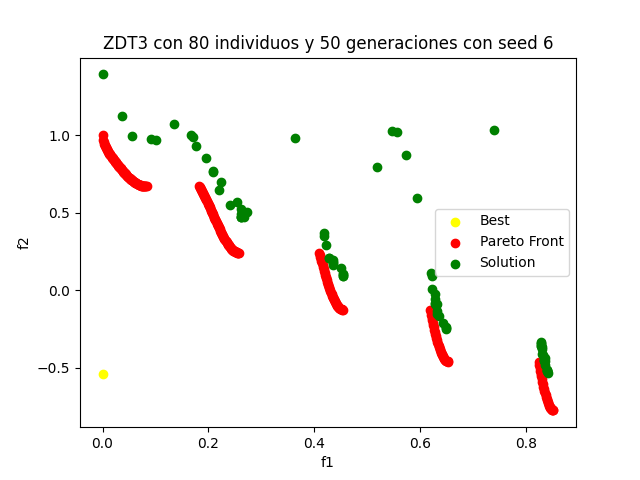 ZDT3 con 80 individuos y 50 generaciones con seed 6
f2
1.0
0.5
0.0
−0.5
Best
Pareto Front
Solution
0.0 0.2 0.4 0.6 0.8
f1